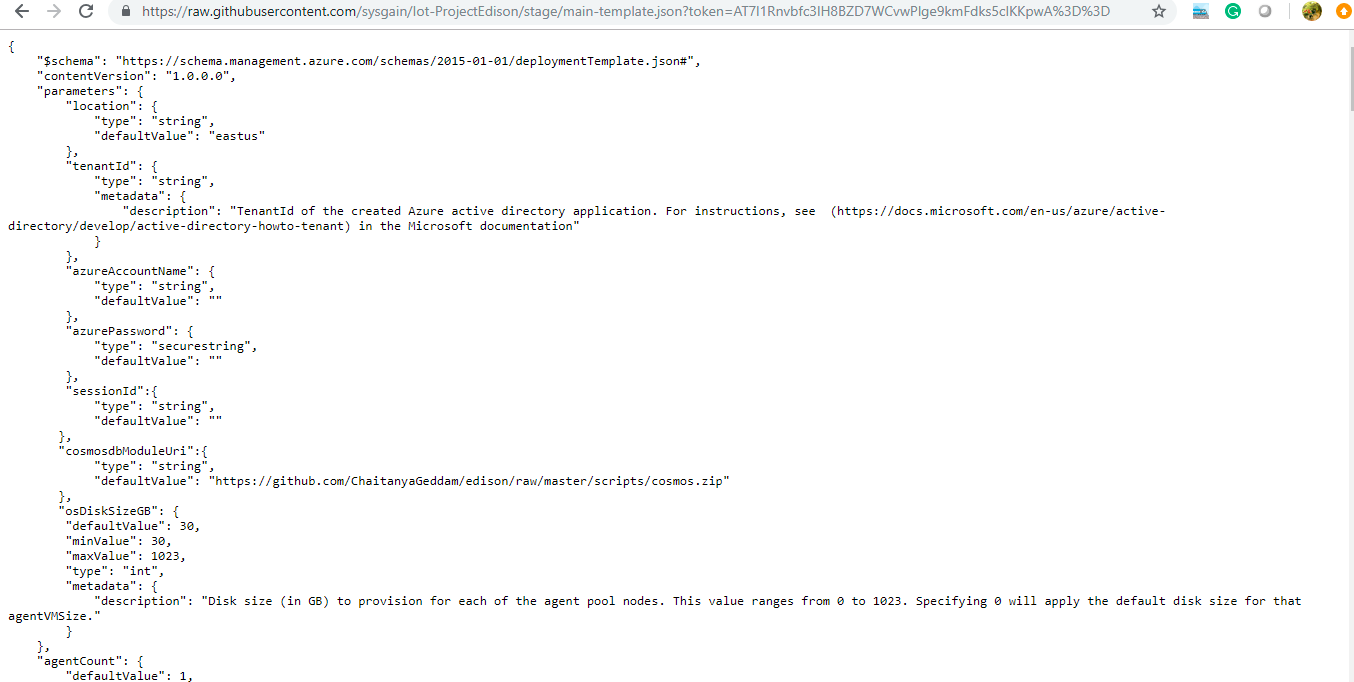 https://raw.githubusercontent.com/sysgain/Iot-ProjectEdison/stage/main-template.json?token=AT7I1Rnvbfc3IH8BZD7WCvwPlge9kmFdks5clKKpwA%3D%3D
{
    "$schema": "https://schema.management.azure.com/schemas/2015-01-01/deploymentTemplate.json#",
    "contentVersion": "1.0.0.0",
    "parameters": {
        "location": {
            "type": "string",
            "defaultValue": "eastus"
        },
        "tenantId": {
            "type": "string",
            "metadata": {
                "description": "TenantId of the created Azure active directory application. For instructions, see  (https://docs.microsoft.com/en-us/azure/active-
directory/develop/active-directory-howto-tenant) in the Microsoft documentation"
            }
        },
        "azureAccountName": {
            "type": "string",
            "defaultValue": ""
        },
        "azurePassword": {
            "type": "securestring",
            "defaultValue": ""
        },
        "sessionId":{
            "type": "string",
            "defaultValue": ""
       },
       "cosmosdbModuleUri":{
            "type": "string",
            "defaultValue": "https://github.com/ChaitanyaGeddam/edison/raw/master/scripts/cosmos.zip"
       },
       "osDiskSizeGB": {
        "defaultValue": 30,
        "minValue": 30,
        "maxValue": 1023,
        "type": "int",
        "metadata": {
            "description": "Disk size (in GB) to provision for each of the agent pool nodes. This value ranges from 0 to 1023. Specifying 0 will apply the default disk size for that
agentVMSize."
        }
    },
    "agentCount": {
        "defaultValue": 1,